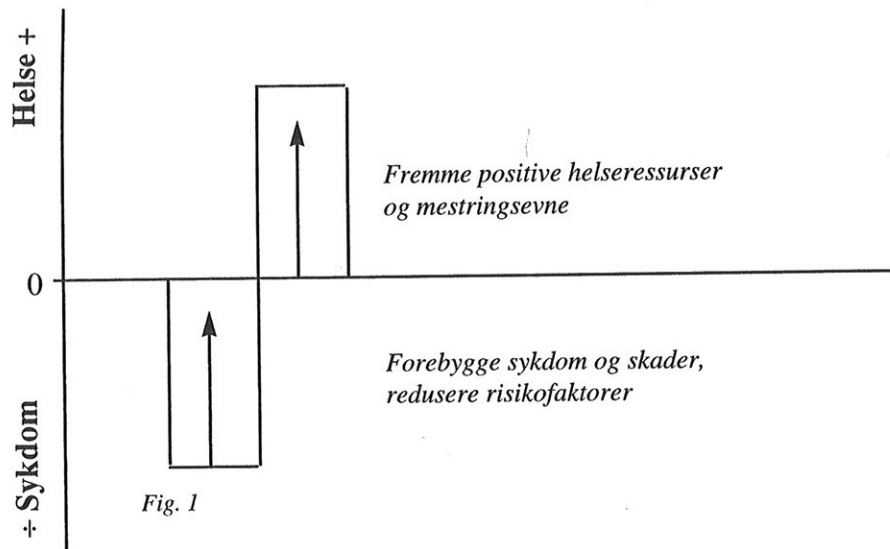 Helse +
Fremme positive helseressurser
og mestringsevne
0
Forebygge sykdom og skader,
redusere risikofaktorer
÷ Sykdom
Fig. 1